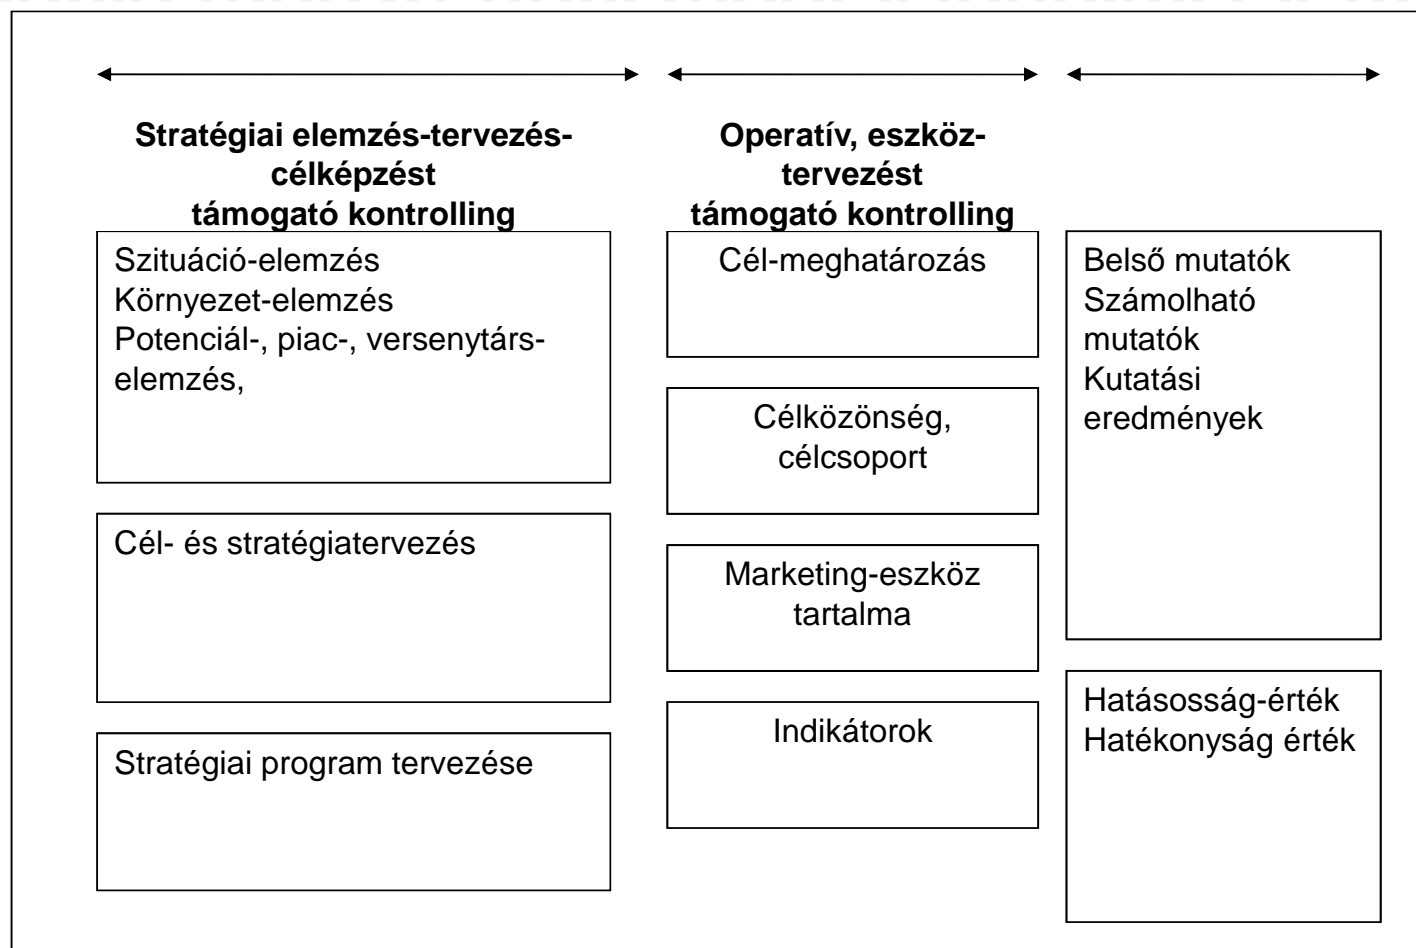 Stratégiai elemzés-tervezés-
célképzést
támogató kontrolling
Szituáció-elemzés
Környezet-elemzés
Potenciál-, piac-, versenytárs-
elemzés,
Cél- és stratégiatervezés
Stratégiai program tervezése
Operatív, eszköz-
tervezést
támogató kontrolling
Cél-meghatározás
Célközönség,
célcsoport
Marketing-eszköz
tartalma
Indikátorok
Belső mutatók
Számolható
mutatók
Kutatási
eredmények
Hatásosság-érték
Hatékonyság érték